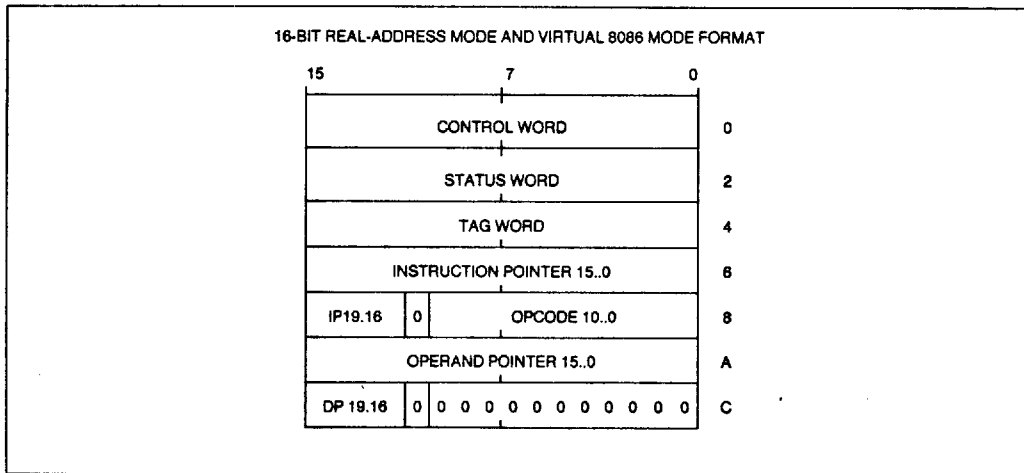 16-BIT REAL-ADDRESS MODE AND VIRTUAL 8086 MODE FORMAT
15 7 0
CONTROL WORD 0
STATUS WORD 2
TAG WORD 4
INSTRUCTION POINTER 15..0 6
IP19.16 0 OPCODE 10..0 8
OPERAND POINTER 15..0 A
DP 19.16 0 0 0 0 0 0 0 0 0 0 0 0 C